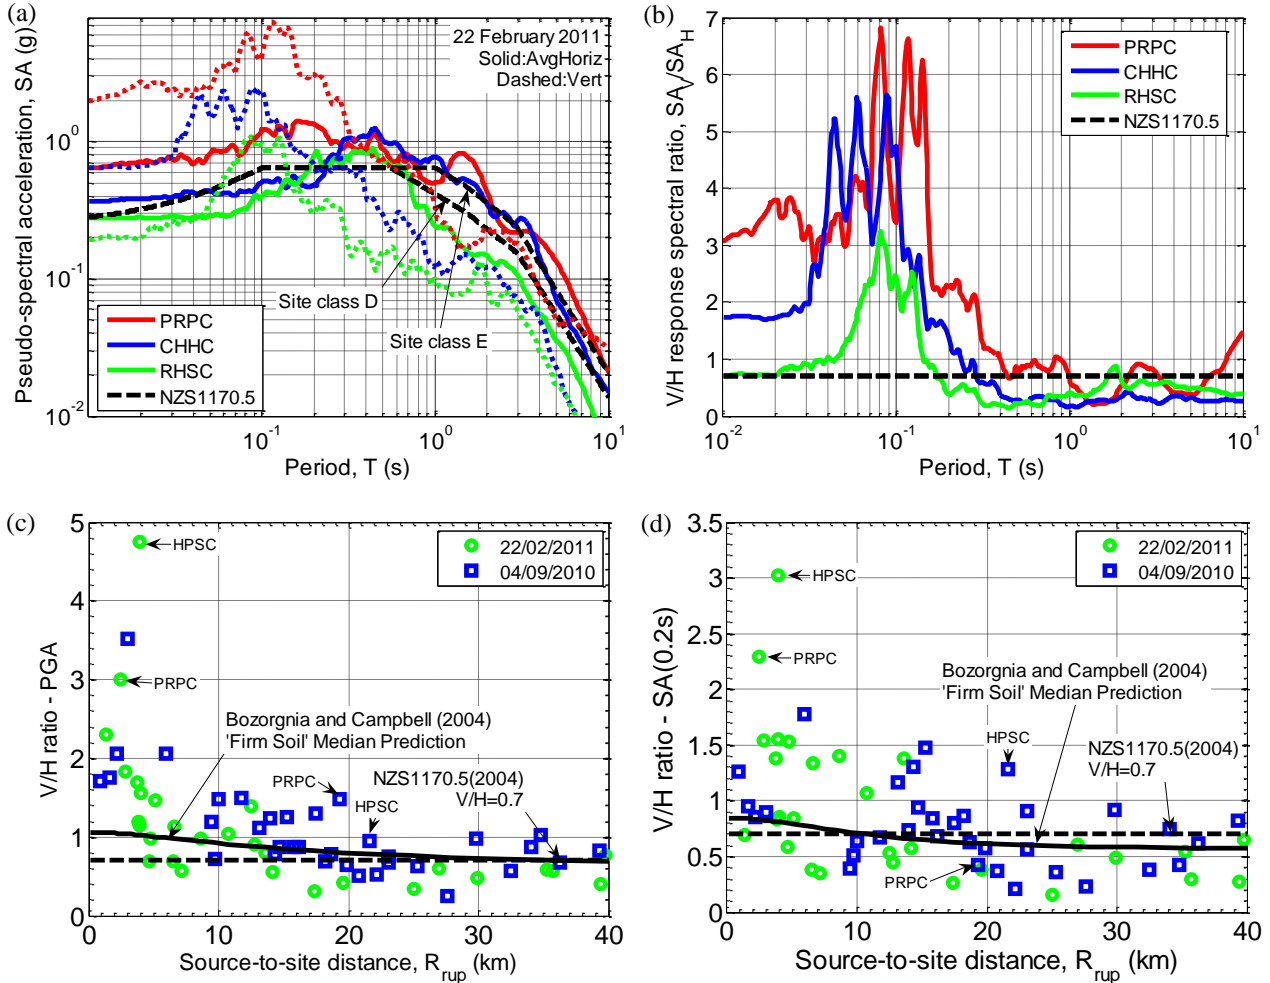 (a)
Pseudo-spectral acceleration, SA (g)
10^0
10^-1
10^-2
22 February 2011
Solid:AvgHoriz
Dashed:Vert
Site class D
Site class E
PRPC
CHHC
RHSC
NZS1170.5
10^-1
10^0
10^1
Period, T (s)
(b)
V/H response spectral ratio, SA_V/SA_H
7
6
5
4
3
2
1
0
PRPC
CHHC
RHSC
NZS1170.5
10^-2
10^-1
10^0
10^1
Period, T (s)
(c)
V/H ratio - PGA
5
4
3
2
1
0
HPSC
22/02/2011
04/09/2010
PRPC
Bozorgnia and Campbell (2004)
'Firm Soil' Median Prediction
PRPC
HPSC
NZS1170.5(2004)
V/H=0.7
0
10
20
30
40
Source-to-site distance, R_rup (km)
(d)
V/H ratio - SA(0.2s)
3.5
3
2.5
2
1.5
1
0.5
0
22/02/2011
04/09/2010
HPSC
PRPC
Bozorgnia and Campbell (2004)
'Firm Soil' Median Prediction
HPSC
NZS1170.5(2004)
V/H=0.7
PRPC
0
10
20
30
40
Source-to-site distance, R_rup (km)